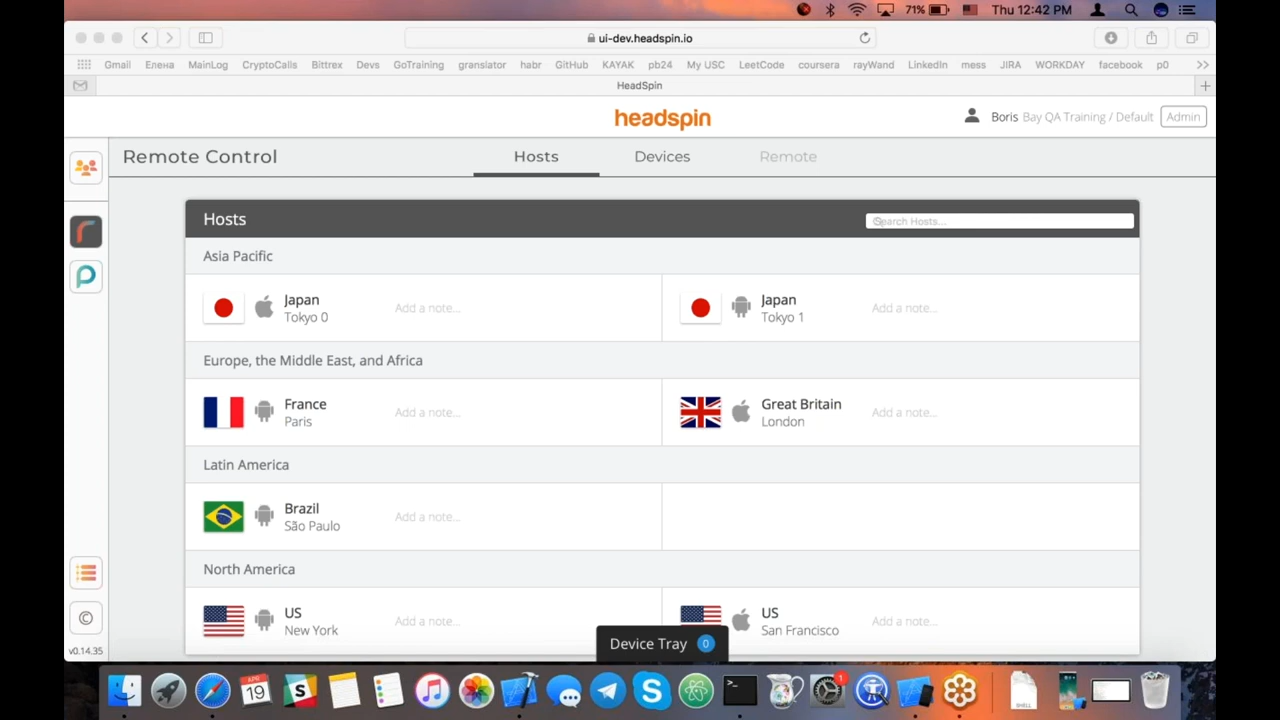 71% Thu 12:42 PM
ui-dev.headspin.io
Gmail Елена MainLog CryptoCalls Bittrex Devs GoTraining granslator habr GitHub KAYAK pb24 My USC LeetCode coursera rayWand LinkedIn mess JIRA WORKDAY facebook p0 >>
HeadSpin
headspin
Boris Bay QA Training / Default Admin
Remote Control Hosts Devices Remote
Hosts Search Hosts...
Asia Pacific
Japan
Tokyo 0
Add a note...
Japan
Tokyo 1
Add a note...
Europe, the Middle East, and Africa
France
Paris
Add a note...
Great Britain
London
Add a note...
Latin America
Brazil
São Paulo
Add a note...
North America
US
New York
Add a note...
US
San Francisco
Add a note...
Device Tray 0
©
v0.14.35
APR
19
1
SHELL